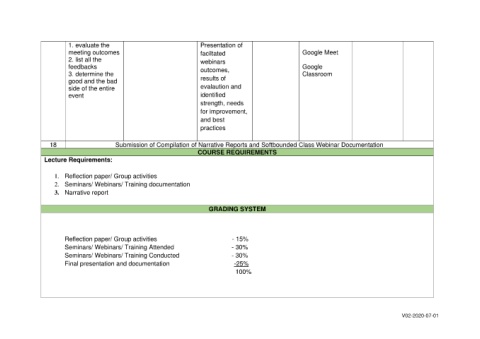 1. evaluate the
meeting outcomes
2. list all the
feedbacks
3. determine the
good and the bad
side of the entire
event
Presentation of
faciltated
webinars
outcomes,
results of
evalaution and
identified
strength, needs
for improvement,
and best
practices
Google Meet
Google
Classroom
18 Submission of Compilation of Narrative Reports and Softbounded Class Webinar Documentation
COURSE REQUIREMENTS
Lecture Requirements:
1. Reflection paper/ Group activities
2. Seminars/ Webinars/ Training documentation
3. Narrative report
GRADING SYSTEM
Reflection paper/ Group activities - 15%
Seminars/ Webinars/ Training Attended - 30%
Seminars/ Webinars/ Training Conducted - 30%
Final presentation and documentation -25%
100%
V02-2020-07-01